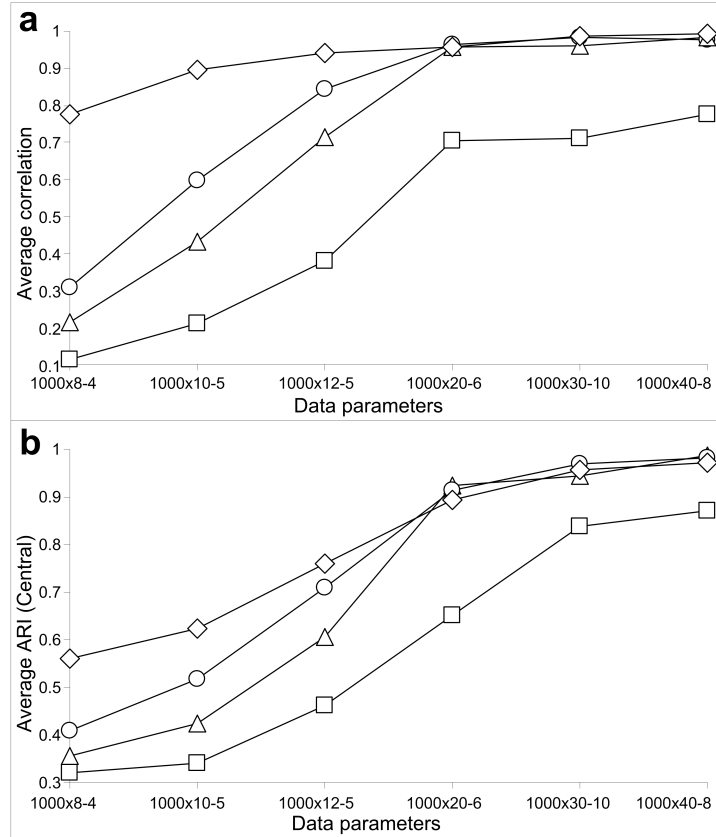 a
1
0.9
0.8
0.7
0.6
0.5
0.4
0.3
0.2
0.1
Average correlation
1000x8-4 1000x10-5 1000x12-5 1000x20-6 1000x30-10 1000x40-8
Data parameters
b
1
0.9
0.8
0.7
0.6
0.5
0.4
0.3
Average ARI (Central)
1000x8-4 1000x10-5 1000x12-5 1000x20-6 1000x30-10 1000x40-8
Data parameters